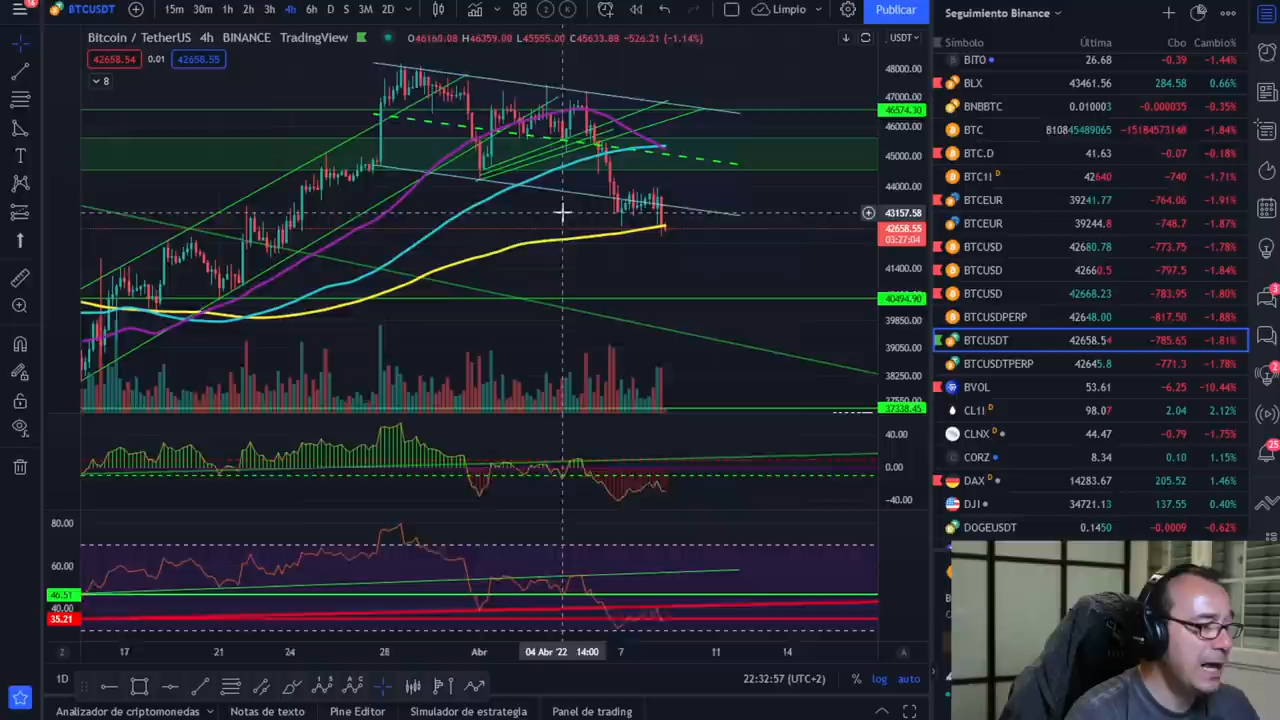 BTCUSDT 15m 30m 1h 2h 3h 4h 6h D S 3M 2D Limpio Publicar
Bitcoin / TetherUS 4h BINANCE TradingView O46160.08 H46359.00 L45555.00 C45633.88 −526.21 (−1.14%) USDT
42658.54 0.01 42658.55
8
48000.00
47000.00
46574.30
46000.00
45000.00
44000.00
43157.58
42658.55
03:27:04
41400.00
40494.90
39850.00
39050.00
38250.00
37550.00
37338.45
40.00
0.00
−40.00
80.00
60.00
46.51
40.00
35.21
Z 17 21 24 28 Abr 04 Abr '22 14:00 7 11 14 A
1D 22:32:57 (UTC+2) % log auto
Analizador de criptomonedas Notas de texto Pine Editor Simulador de estrategia Panel de trading
Seguimiento Binance
Símbolo Última Cbo Cambio%
BITO 26.68 −0.39 −1.44%
BLX 43461.56 284.58 0.66%
BNBBTC 0.010003 −0.000035 −0.35%
BTC 810845489065 −15184573148 −1.84%
BTC.D 41.63 −0.07 −0.18%
BTC1! D 42640 −740 −1.71%
BTCEUR 39241.77 −764.06 −1.91%
BTCEUR 39244.8 −748.7 −1.87%
BTCUSD 42680.78 −773.75 −1.78%
BTCUSD 42660.5 −797.5 −1.84%
BTCUSD 42668.23 −783.95 −1.80%
BTCUSDPERP 42648.00 −817.50 −1.88%
BTCUSDT 42658.54 −785.65 −1.81%
BTCUSDTPERP 42645.8 −771.3 −1.78%
BVOL 53.61 −6.25 −10.44%
CL1! D 98.07 2.04 2.12%
CLNX D 44.47 −0.79 −1.75%
CORZ 8.34 0.10 1.15%
DAX D 14283.67 205.52 1.46%
DJI 34721.13 137.55 0.40%
DOGEUSDT 0.1450 −0.0009 −0.62%
3
2
25